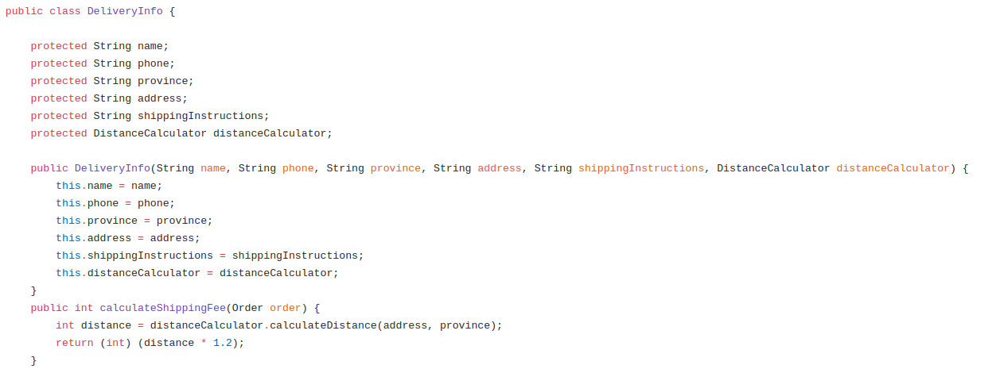 public class DeliveryInfo {
protected String name;
protected String phone;
protected String province;
protected String address;
protected String shippingInstructions;
protected DistanceCalculator distanceCalculator;
public DeliveryInfo(String name, String phone, String province, String address, String shippingInstructions, DistanceCalculator distanceCalculator) {
this.name = name;
this.phone = phone;
this.province = province;
this.address = address;
this.shippingInstructions = shippingInstructions;
this.distanceCalculator = distanceCalculator;
}
public int calculateShippingFee(Order order) {
int distance = distanceCalculator.calculateDistance(address, province);
return (int) (distance * 1.2);
}